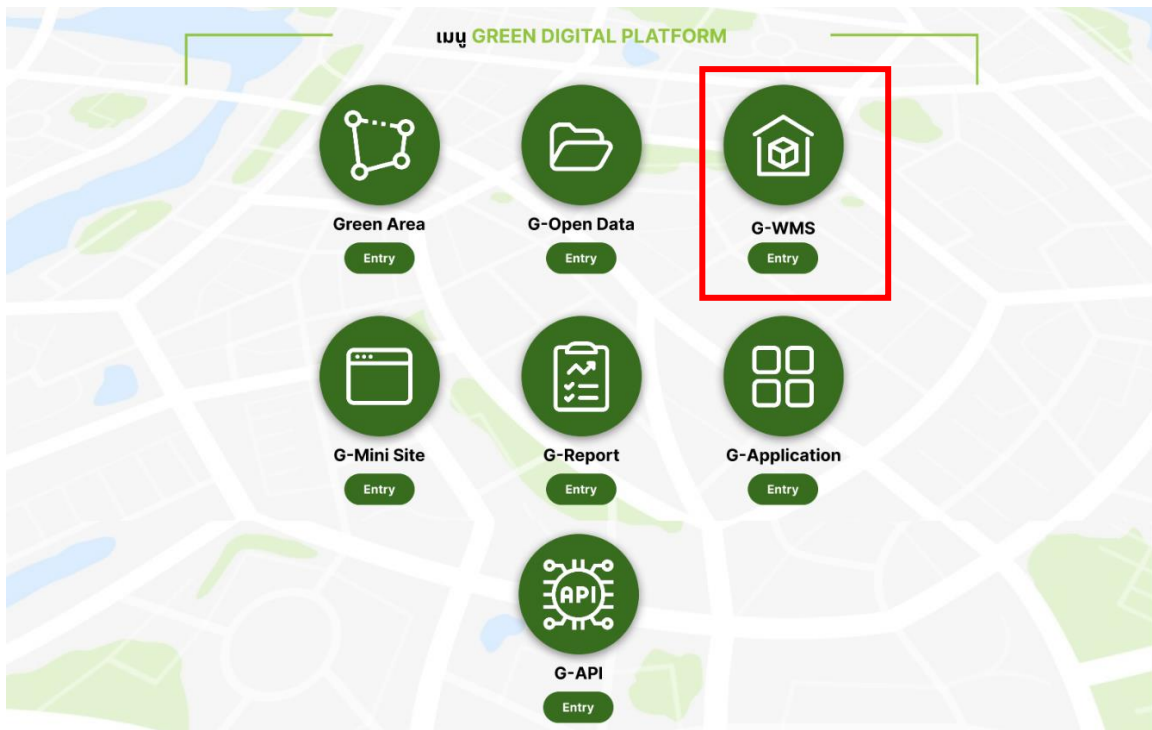 เมนู GREEN DIGITAL PLATFORM
Green Area
G-Open Data
G-WMS
Entry
Entry
Entry
G-Mini Site
G-Report
G-Application
Entry
Entry
Entry
API
G-API
Entry